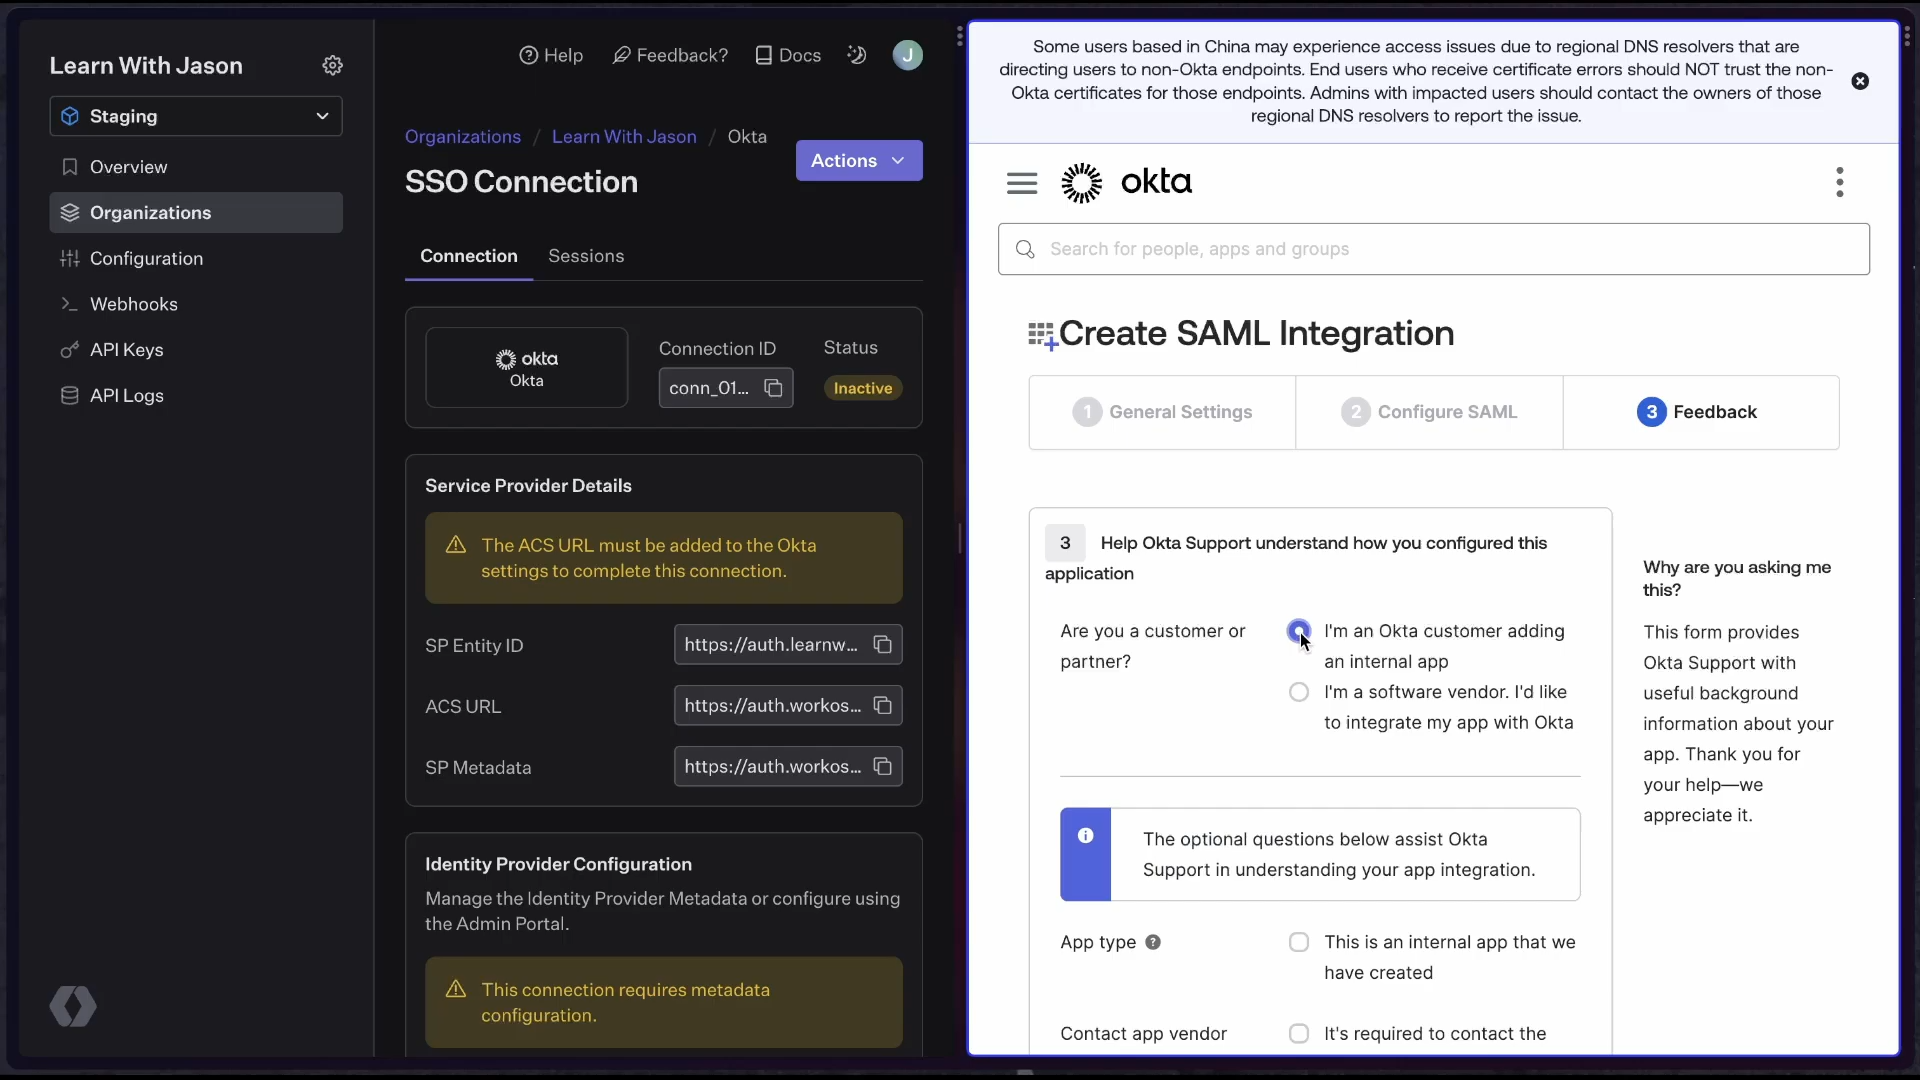 Learn With Jason
Staging
Overview
Organizations
Configuration
Webhooks
API Keys
API Logs
Help
Feedback?
Docs
J
Organizations / Learn With Jason / Okta
SSO Connection
Actions
Connection
Sessions
okta
Okta
Connection ID
conn_01...
Status
Inactive
Service Provider Details
The ACS URL must be added to the Okta
settings to complete this connection.
SP Entity ID
https://auth.learnw...
ACS URL
https://auth.workos...
SP Metadata
https://auth.workos...
Identity Provider Configuration
Manage the Identity Provider Metadata or configure using
the Admin Portal.
This connection requires metadata
configuration.
Some users based in China may experience access issues due to regional DNS resolvers that are
directing users to non-Okta endpoints. End users who receive certificate errors should NOT trust the non-
Okta certificates for those endpoints. Admins with impacted users should contact the owners of those
regional DNS resolvers to report the issue.
okta
Search for people, apps and groups
Create SAML Integration
1 General Settings
2 Configure SAML
3 Feedback
3 Help Okta Support understand how you configured this
application
Are you a customer or
partner?
I'm an Okta customer adding
an internal app
I'm a software vendor. I'd like
to integrate my app with Okta
The optional questions below assist Okta
Support in understanding your app integration.
App type ?
This is an internal app that we
have created
Contact app vendor
It's required to contact the
Why are you asking me
this?
This form provides
Okta Support with
useful background
information about your
app. Thank you for
your help—we
appreciate it.